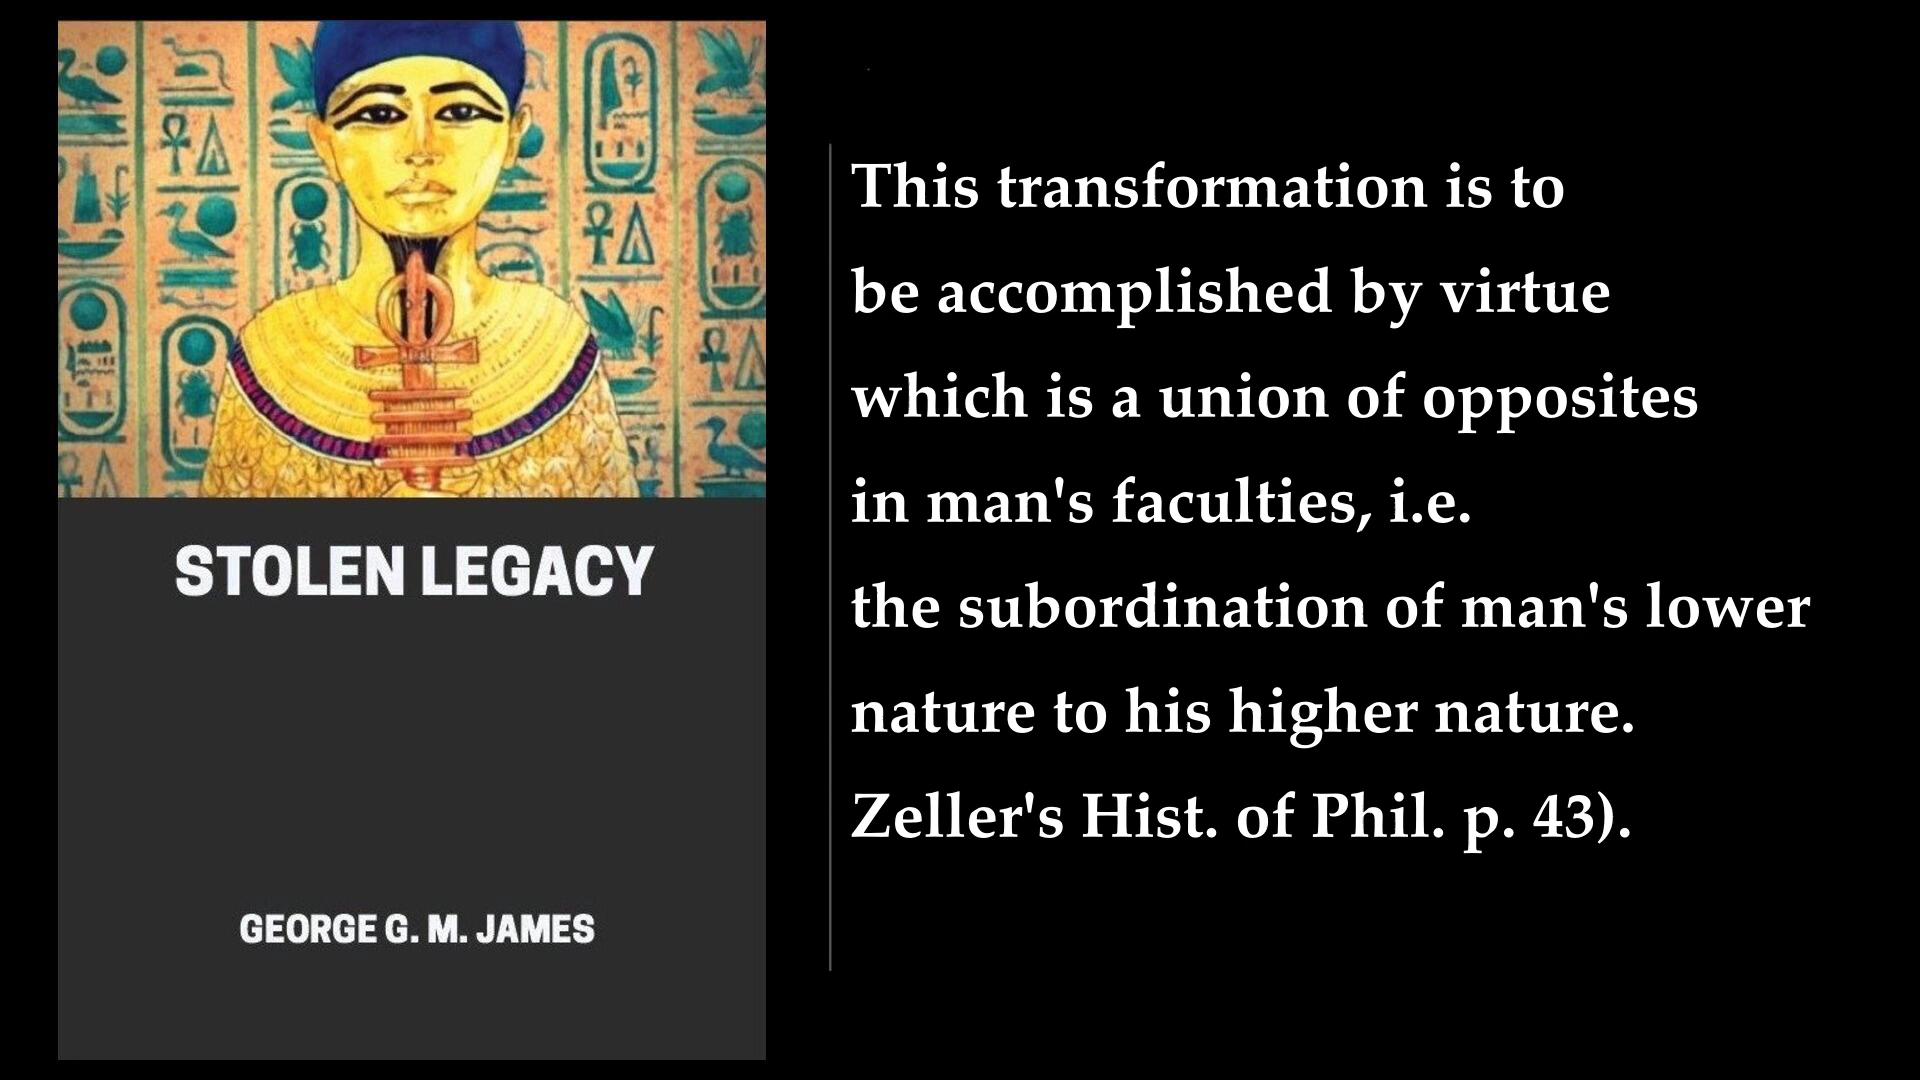 STOLEN LEGACY
GEORGE G. M. JAMES
This transformation is to
be accomplished by virtue
which is a union of opposites
in man's faculties, i.e.
the subordination of man's lower
nature to his higher nature.
Zeller's Hist. of Phil. p. 43).